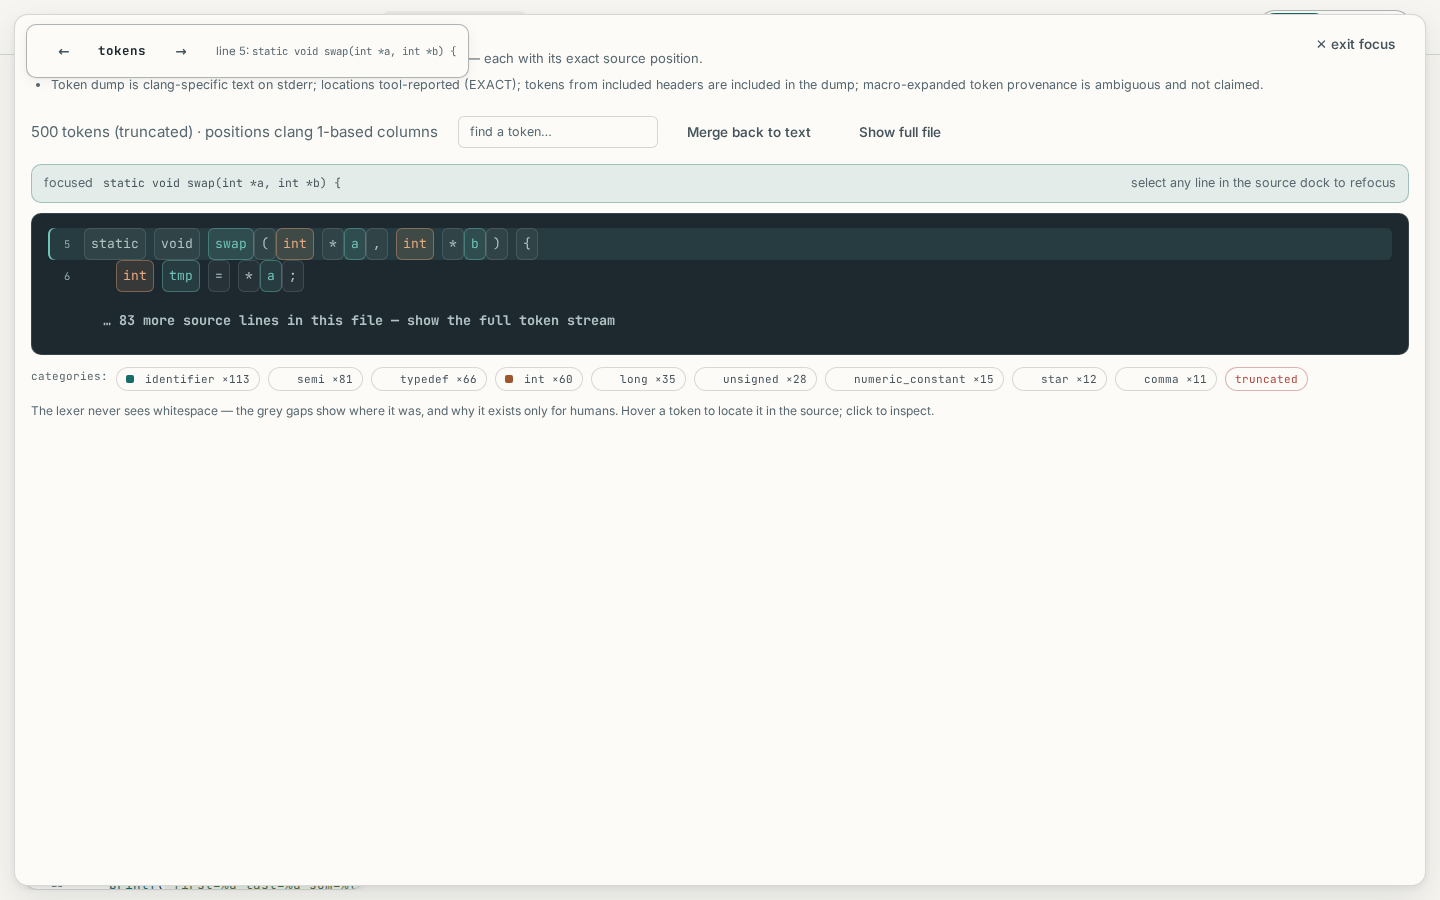 ← tokens → line 5: static void swap(int *a, int *b) {
✕ exit focus
— each with its exact source position.
• Token dump is clang-specific text on stderr; locations tool-reported (EXACT); tokens from included headers are included in the dump; macro-expanded token provenance is ambiguous and not claimed.
500 tokens (truncated) · positions clang 1-based columns
find a token…
Merge back to text
Show full file
focused static void swap(int *a, int *b) {
select any line in the source dock to refocus
5 static void swap ( int * a , int * b ) {
6 int tmp = * a ;
… 83 more source lines in this file — show the full token stream
categories: identifier ×113 semi ×81 typedef ×66 int ×60 long ×35 unsigned ×28 numeric_constant ×15 star ×12 comma ×11 truncated
The lexer never sees whitespace — the grey gaps show where it was, and why it exists only for humans. Hover a token to locate it in the source; click to inspect.